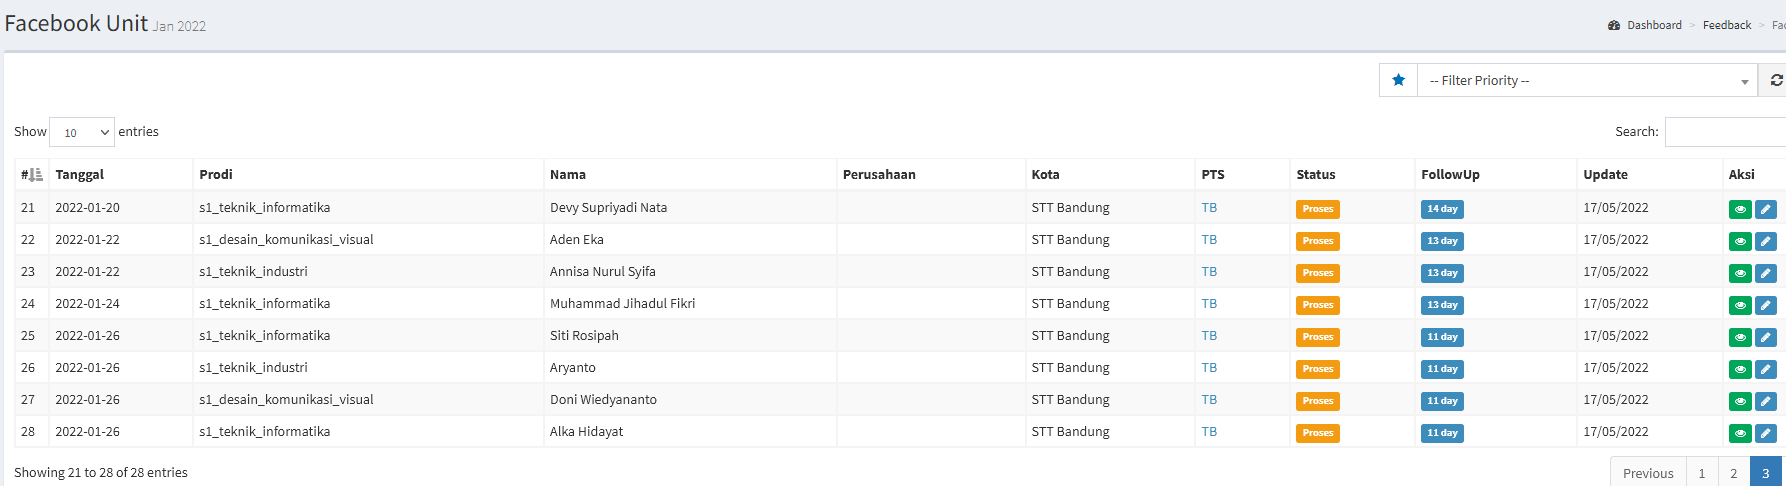 Facebook Unit Jan 2022
Dashboard > Feedback >
-- Filter Priority --
Show 10 entries
Search:
# Tanggal Prodi Nama Perusahaan Kota PTS Status FollowUp Update Aksi
21 2022-01-20 s1_teknik_informatika Devy Supriyadi Nata STT Bandung TB Proses 14 day 17/05/2022
22 2022-01-22 s1_desain_komunikasi_visual Aden Eka STT Bandung TB Proses 13 day 17/05/2022
23 2022-01-22 s1_teknik_industri Annisa Nurul Syifa STT Bandung TB Proses 13 day 17/05/2022
24 2022-01-24 s1_teknik_informatika Muhammad Jihadul Fikri STT Bandung TB Proses 13 day 17/05/2022
25 2022-01-26 s1_teknik_informatika Siti Rosipah STT Bandung TB Proses 11 day 17/05/2022
26 2022-01-26 s1_teknik_industri Aryanto STT Bandung TB Proses 11 day 17/05/2022
27 2022-01-26 s1_desain_komunikasi_visual Doni Wiedyananto STT Bandung TB Proses 11 day 17/05/2022
28 2022-01-26 s1_teknik_informatika Alka Hidayat STT Bandung TB Proses 11 day 17/05/2022
Showing 21 to 28 of 28 entries
Previous 1 2 3